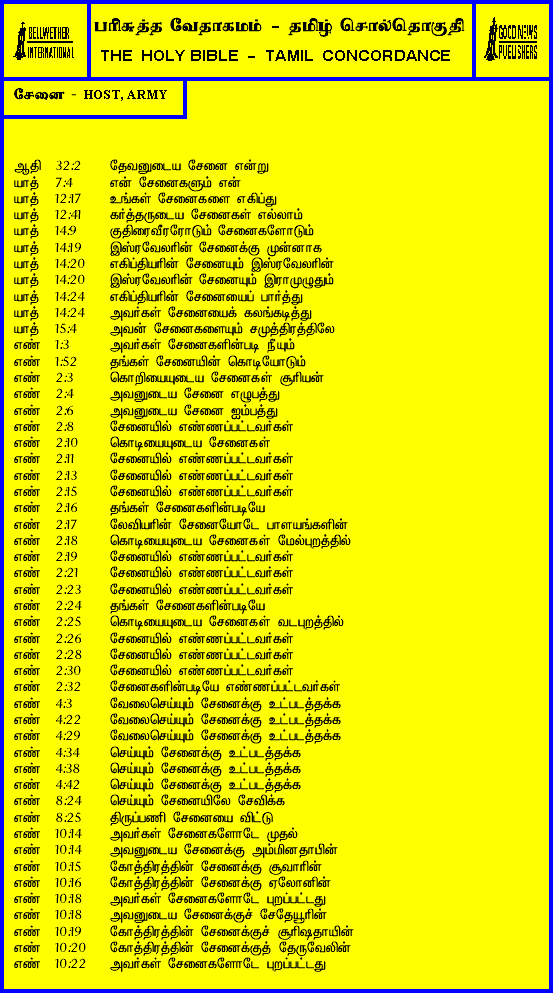 BELLWETHER INTERNATIONAL
பரிசுத்த வேதாகமம் - தமிழ் சொல்தொகுதி
THE HOLY BIBLE - TAMIL CONCORDANCE
GOOD NEWS PUBLISHERS
சேனை - HOST, ARMY
ஆதி 32:2 தேவனுடைய சேனை என்று
யாத் 7:4 என் சேனைகளும் என்
யாத் 12:17 உங்கள் சேனைகளை எகிப்து
யாத் 12:41 கர்த்தருடைய சேனைகள் எல்லாம்
யாத் 14:9 குதிரைவீரரோடும் சேனைகளோடும்
யாத் 14:19 இஸ்ரவேலரின் சேனைக்கு முன்னாக
யாத் 14:20 எகிப்தியரின் சேனையும் இஸ்ரவேலரின்
யாத் 14:20 இஸ்ரவேலரின் சேனையும் இராமுழுதும்
யாத் 14:24 எகிப்தியரின் சேனையைப் பார்த்து
யாத் 14:24 அவர்கள் சேனையைக் கலங்கடித்து
யாத் 15:4 அவன் சேனைகளையும் சமுத்திரத்திலே
எண் 1:3 அவர்கள் சேனைகளின்படி நீயும்
எண் 1:52 தங்கள் சேனையின் கொடியோடும்
எண் 2:3 கொறியையுடைய சேனைகள் சூரியன்
எண் 2:4 அவனுடைய சேனை எழுபத்து
எண் 2:6 அவனுடைய சேனை ஐம்பத்து
எண் 2:8 சேனையில் எண்ணப்பட்டவர்கள்
எண் 2:10 கொடியையுடைய சேனைகள்
எண் 2:11 சேனையில் எண்ணப்பட்டவர்கள்
எண் 2:13 சேனையில் எண்ணப்பட்டவர்கள்
எண் 2:15 சேனையில் எண்ணப்பட்டவர்கள்
எண் 2:16 தங்கள் சேனைகளின்படியே
எண் 2:17 லேவியரின் சேனையோடே பாளயங்களின்
எண் 2:18 கொடியையுடைய சேனைகள் மேல்புறத்தில்
எண் 2:19 சேனையில் எண்ணப்பட்டவர்கள்
எண் 2:21 சேனையில் எண்ணப்பட்டவர்கள்
எண் 2:23 சேனையில் எண்ணப்பட்டவர்கள்
எண் 2:24 தங்கள் சேனைகளின்படியே
எண் 2:25 கொடியையுடைய சேனைகள் வடபுறத்தில்
எண் 2:26 சேனையில் எண்ணப்பட்டவர்கள்
எண் 2:28 சேனையில் எண்ணப்பட்டவர்கள்
எண் 2:30 சேனையில் எண்ணப்பட்டவர்கள்
எண் 2:32 சேனைகளின்படியே எண்ணப்பட்டவர்கள்
எண் 4:3 வேலைசெய்யும் சேனைக்கு உட்படத்தக்க
எண் 4:22 வேலைசெய்யும் சேனைக்கு உட்படத்தக்க
எண் 4:29 வேலைசெய்யும் சேனைக்கு உட்படத்தக்க
எண் 4:34 செய்யும் சேனைக்கு உட்படத்தக்க
எண் 4:38 செய்யும் சேனைக்கு உட்படத்தக்க
எண் 4:42 செய்யும் சேனைக்கு உட்படத்தக்க
எண் 8:24 செய்யும் சேனையிலே சேவிக்க
எண் 8:25 திருப்பணி சேனையை விட்டு
எண் 10:14 அவர்கள் சேனைகளோடே முதல்
எண் 10:14 அவனுடைய சேனைக்கு அம்மினதாபின்
எண் 10:15 கோத்திரத்தின் சேனைக்கு சூவாரின்
எண் 10:16 கோத்திரத்தின் சேனைக்கு ஏலோனின்
எண் 10:18 அவர்கள் சேனைகளோடே புறப்பட்டது
எண் 10:18 அவனுடைய சேனைக்குச் சேதேயூரின்
எண் 10:19 கோத்திரத்தின் சேனைக்குச் சூரிஷதாயின்
எண் 10:20 கோத்திரத்தின் சேனைக்குத் தேருவேலின்
எண் 10:22 அவர்கள் சேனைகளோடே புறப்பட்டது